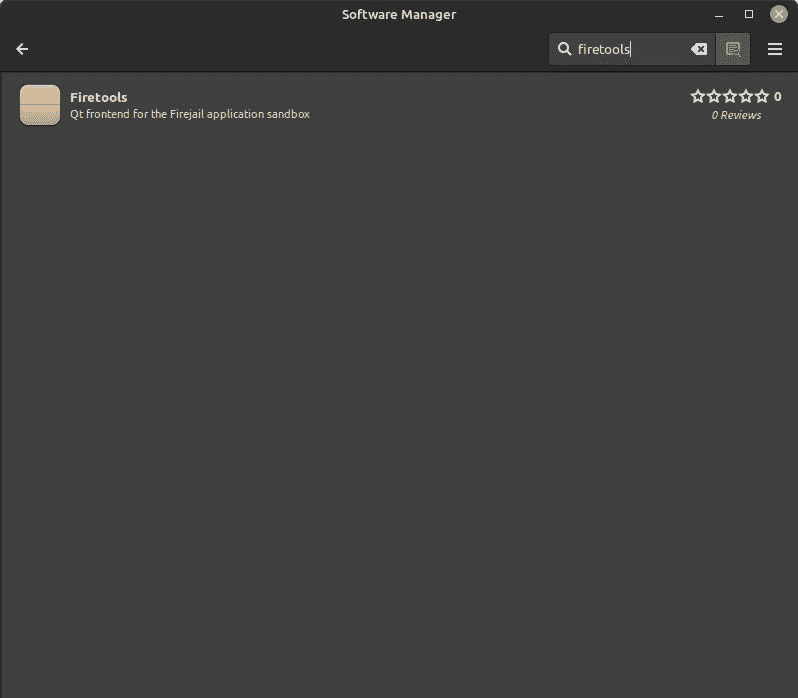 Software Manager
firetools
Firetools
Qt frontend for the Firejail application sandbox
0
0 Reviews